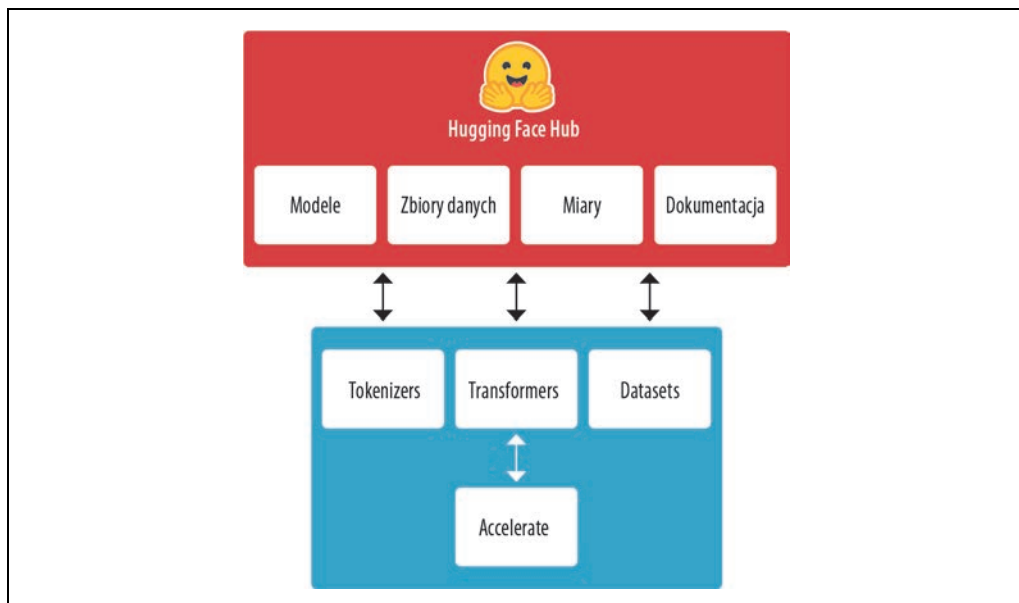 Hugging Face Hub
Modele
Zbiory danych
Miary
Dokumentacja
Tokenizers
Transformers
Datasets
Accelerate